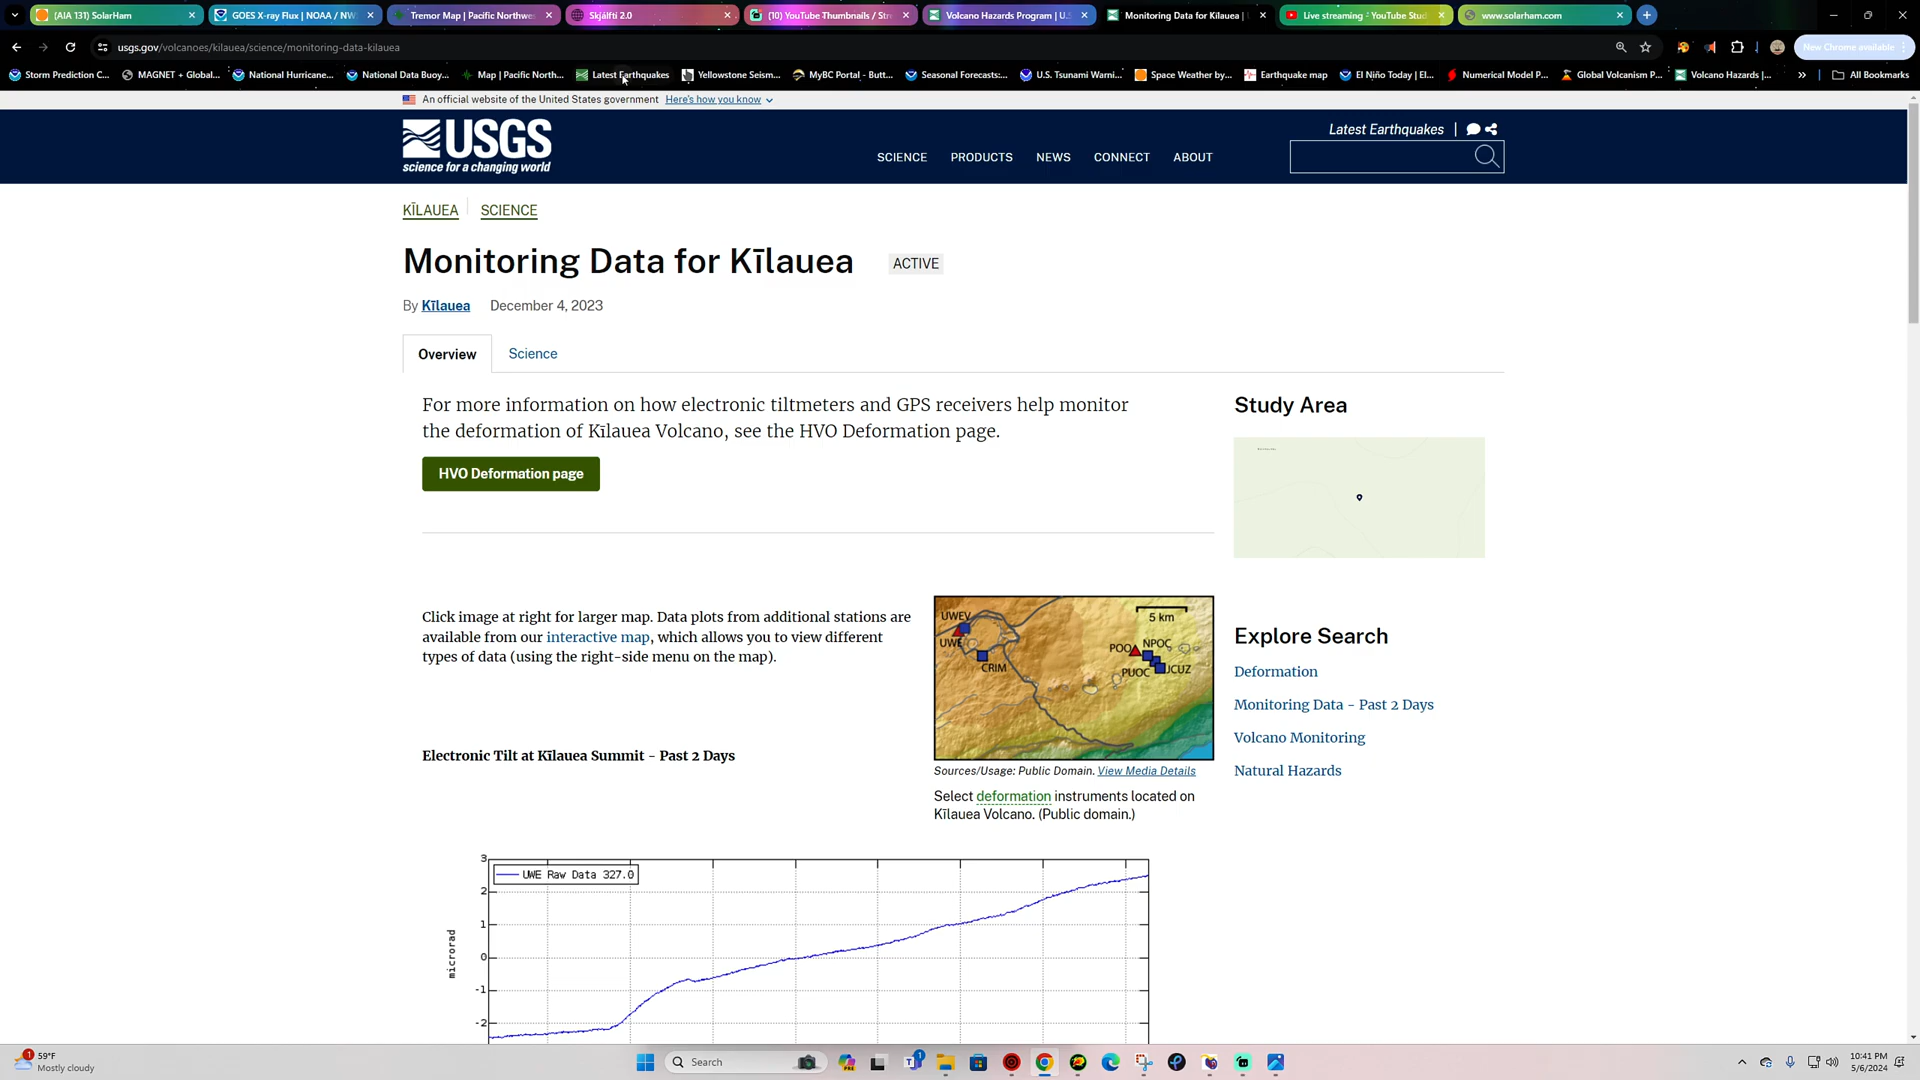 (AIA 131) SolarHam
GOES X-ray Flux | NOAA / NW
Tremor Map | Pacific Northwe
Skjálfti 2.0
(10) YouTube Thumbnails / Str
Volcano Hazards Program | U.
Monitoring Data for Kilauea |
Live streaming - YouTube Stud
www.solarham.com
usgs.gov/volcanoes/kilauea/science/monitoring-data-kilauea
New Chrome available
Storm Prediction C...
MAGNET + Global...
National Hurricane...
National Data Buoy...
Map | Pacific North...
Latest Earthquakes
Yellowstone Seism...
MyBC Portal - Butt...
Seasonal Forecasts:...
U.S. Tsunami Warni...
Space Weather by...
Earthquake map
El Niño Today | El...
Numerical Model P...
Global Volcanism P...
Volcano Hazards |...
All Bookmarks
An official website of the United States government Here's how you know
USGS
science for a changing world
Latest Earthquakes |
SCIENCE PRODUCTS NEWS CONNECT ABOUT
KĪLAUEA SCIENCE
Monitoring Data for Kīlauea ACTIVE
By Kīlauea December 4, 2023
Overview Science
For more information on how electronic tiltmeters and GPS receivers help monitor
the deformation of Kīlauea Volcano, see the HVO Deformation page.
HVO Deformation page
Study Area
Click image at right for larger map. Data plots from additional stations are
available from our interactive map, which allows you to view different
types of data (using the right-side menu on the map).
UWEV
UWE
CRIM
5 km
POO
NPOC
PUOC
JCUZ
Sources/Usage: Public Domain. View Media Details
Select deformation instruments located on
Kīlauea Volcano. (Public domain.)
Explore Search
Deformation
Monitoring Data - Past 2 Days
Volcano Monitoring
Natural Hazards
Electronic Tilt at Kīlauea Summit - Past 2 Days
UWE Raw Data 327.0
3
2
1
0
-1
-2
microrad
1
59°F
Mostly cloudy
Search
PRE
1
10:41 PM
5/6/2024